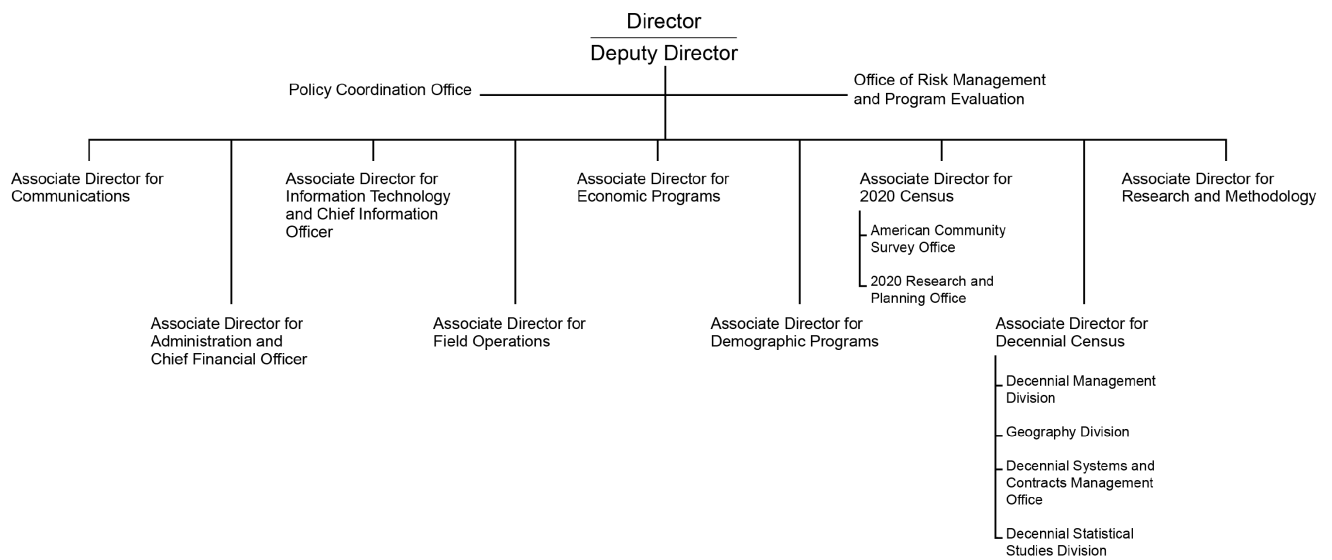 Director
Deputy Director
Policy Coordination Office
Office of Risk Management
and Program Evaluation
Associate Director for
Communications
Associate Director for
Information Technology
and Chief Information
Officer
Associate Director for
Economic Programs
Associate Director for
2020 Census
American Community
Survey Office
2020 Research and
Planning Office
Associate Director for
Research and Methodology
Associate Director for
Administration and
Chief Financial Officer
Associate Director for
Field Operations
Associate Director for
Demographic Programs
Associate Director for
Decennial Census
Decennial Management
Division
Geography Division
Decennial Systems and
Contracts Management
Office
Decennial Statistical
Studies Division